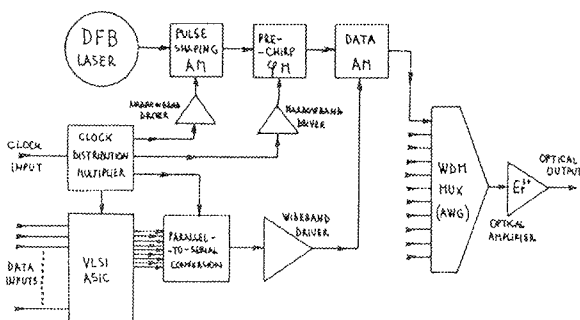 DFB
LASER
PULSE
SHAPING
AM
PRE-
-CHIRP
φM
DATA
AM
NARROWBAND
DRIVER
NARROWBAND
DRIVER
CLOCK
INPUT
CLOCK
DISTRIBUTION
MULTIPLIER
WDM
MUX
(AWG)
Er³⁺
OPTICAL
OUTPUT
OPTICAL
AMPLIFIER
WIDEBAND
DRIVER
DATA
INPUTS
VLSI
ASIC
PARALLEL-
-TO-SERIAL
CONVERSION